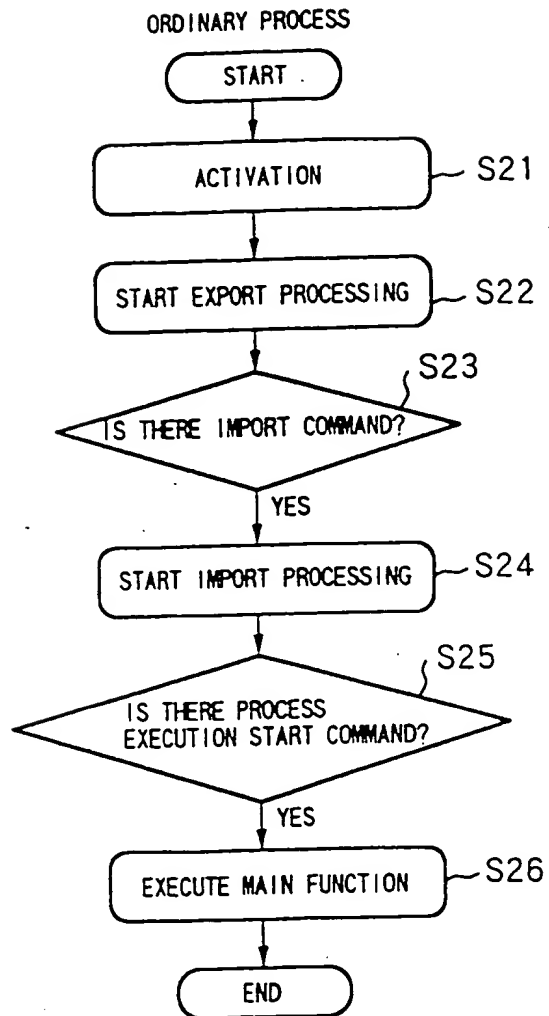 ORDINARY PROCESS
START
ACTIVATION
S21
START EXPORT PROCESSING
S22
S23
IS THERE IMPORT COMMAND?
YES
START IMPORT PROCESSING
S24
S25
IS THERE PROCESS
EXECUTION START COMMAND?
YES
EXECUTE MAIN FUNCTION
S26
END